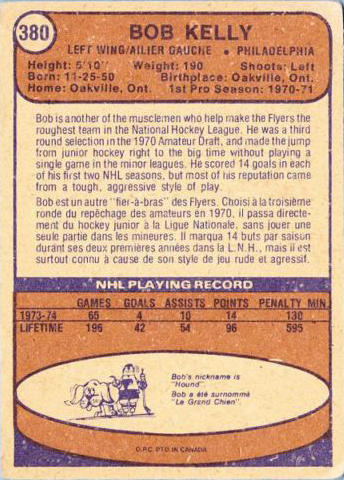 380
BOB KELLY
LEFT WING/AILIER GAUCHE • PHILADELPHIA
Height: 5'10" Weight: 190 Shoots: Left
Born: 11-25-50 Birthplace: Oakville, Ont.
Home: Oakville, Ont. 1st Pro Season: 1970-71
Bob is another of the musclemen who help make the Flyers the
roughest team in the National Hockey League. He was a third
round selection in the 1970 Amateur Draft, and made the jump
from junior hockey right to the big time without playing a
single game in the minor leagues. He scored 14 goals in each
of his first two NHL seasons, but most of his reputation came
from a tough, aggressive style of play.
Bob est un autre "fier-à-bras" des Flyers. Choisi à la troisième
ronde du repêchage des amateurs en 1970, il passa directe-
ment du hockey junior à la Ligue Nationale, sans jouer une
seule partie dans les mineures. Il marqua 14 buts par saison
durant ses deux premières années dans la L.N.H., mais il est
surtout connu à cause de son style de jeu rude et agressif.
NHL PLAYING RECORD
GAMES GOALS ASSISTS POINTS PENALTY MIN.
1973-74 65 4 10 14 130
LIFETIME 196 42 54 96 595
Bob's nickname is
"Hound"
Bob a été surnommé
"Le Grand Chien".
O.P.C. PTD. IN CANADA